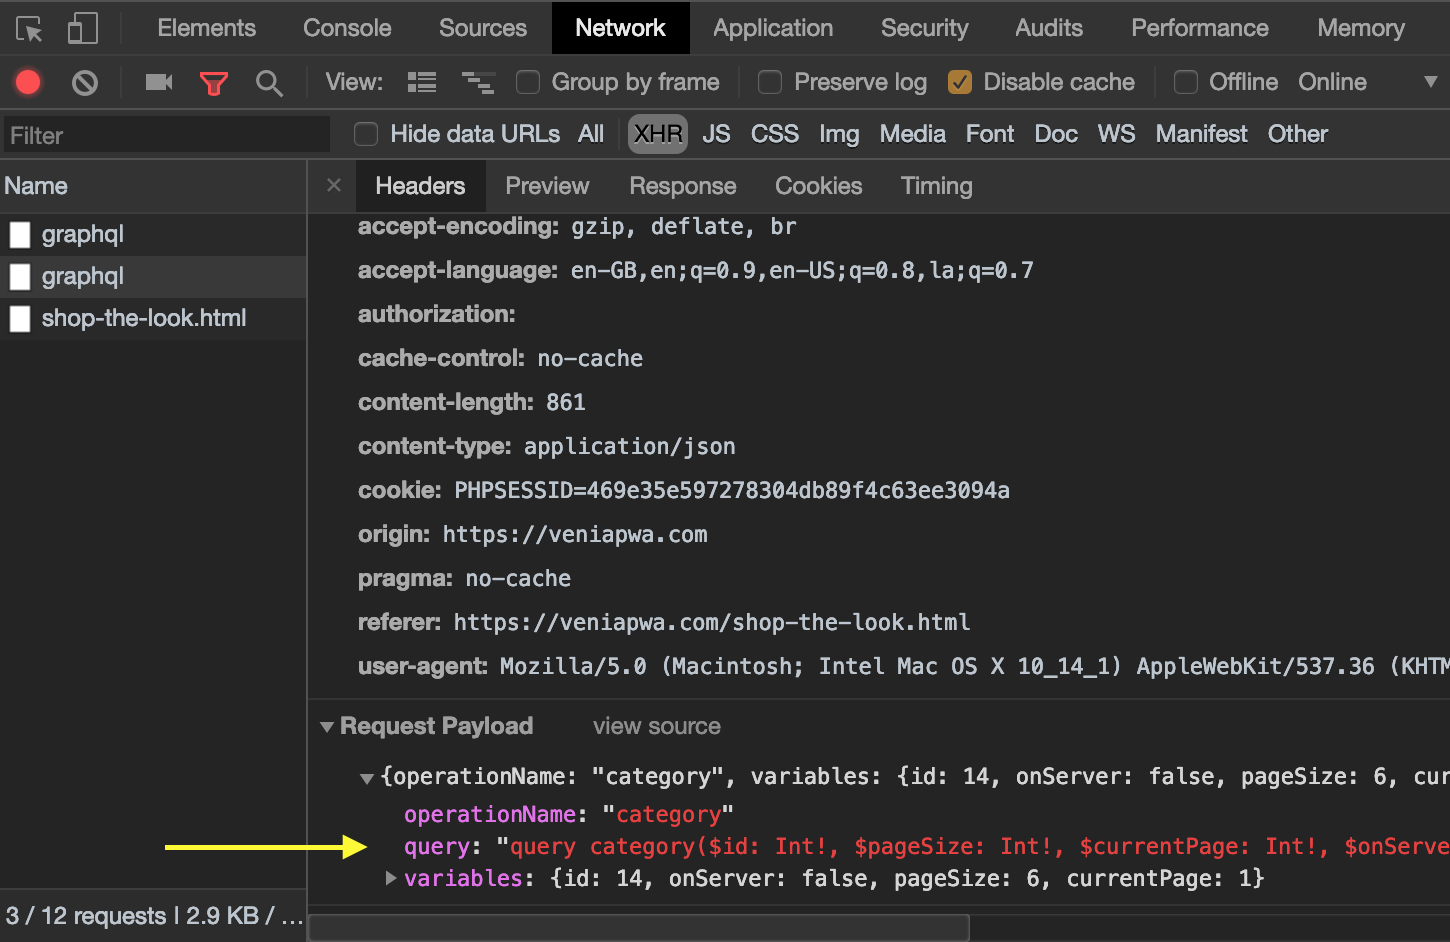 Elements Console Sources Network Application Security Audits Performance Memory
View: Group by frame Preserve log Disable cache Offline Online
Filter Hide data URLs All XHR JS CSS Img Media Font Doc WS Manifest Other
Name
graphql
graphql
shop-the-look.html
3 / 12 requests | 2.9 KB / ...
Headers Preview Response Cookies Timing
accept-encoding: gzip, deflate, br
accept-language: en-GB,en;q=0.9,en-US;q=0.8,la;q=0.7
authorization:
cache-control: no-cache
content-length: 861
content-type: application/json
cookie: PHPSESSID=469e35e597278304db89f4c63ee3094a
origin: https://veniapwa.com
pragma: no-cache
referer: https://veniapwa.com/shop-the-look.html
user-agent: Mozilla/5.0 (Macintosh; Intel Mac OS X 10_14_1) AppleWebKit/537.36 (KHTM
Request Payload view source
{operationName: "category", variables: {id: 14, onServer: false, pageSize: 6, cur
operationName: "category"
query: "query category($id: Int!, $pageSize: Int!, $currentPage: Int!, $onServe
variables: {id: 14, onServer: false, pageSize: 6, currentPage: 1}